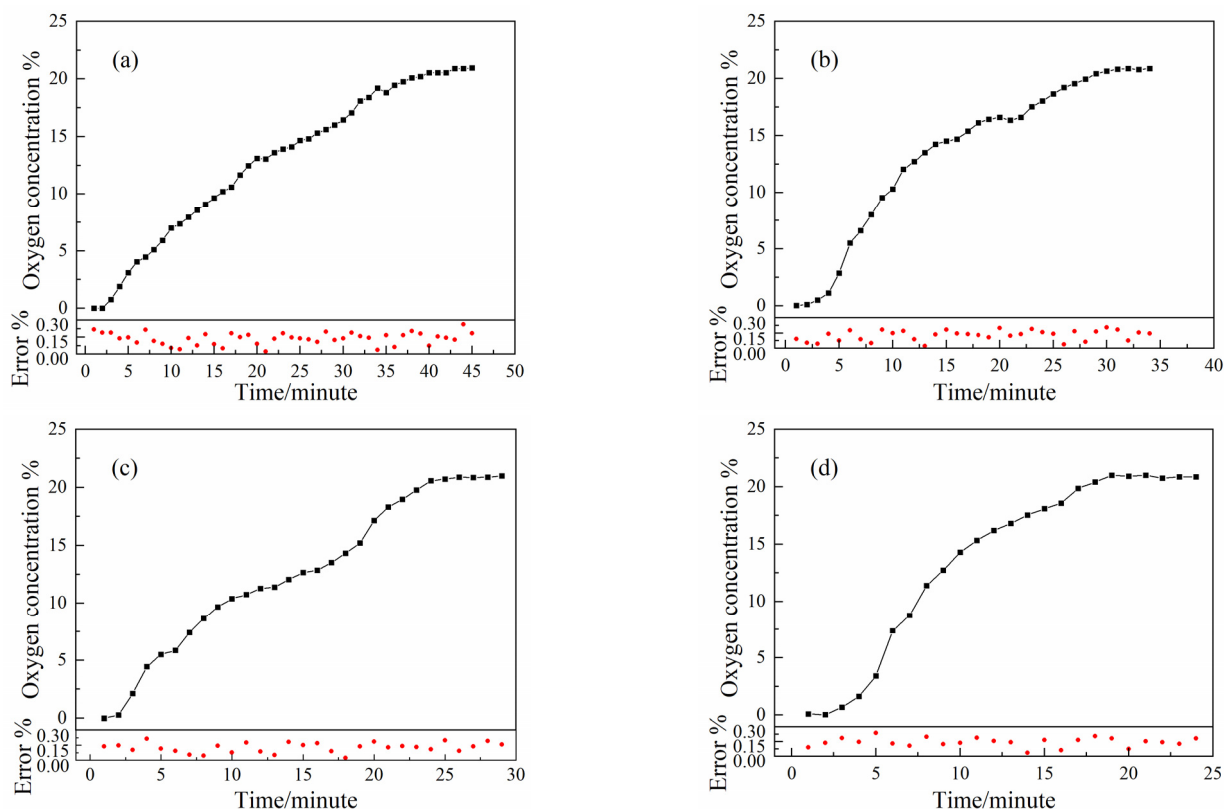 25
20
15
10
5
0
Oxygen concentration %
(a)
0.30
0.15
0.00
Error %
0 5 10 15 20 25 30 35 40 45 50
Time/minute
25
20
15
10
5
0
Oxygen concentration %
(b)
0.30
0.15
0.00
Error %
0 5 10 15 20 25 30 35 40
Time/minute
25
20
15
10
5
0
Oxygen concentration %
(c)
0.30
0.15
0.00
Error %
0 5 10 15 20 25 30
Time/minute
25
20
15
10
5
0
Oxygen concentration %
(d)
0.30
0.15
0.00
Error %
0 5 10 15 20 25
Time/minute